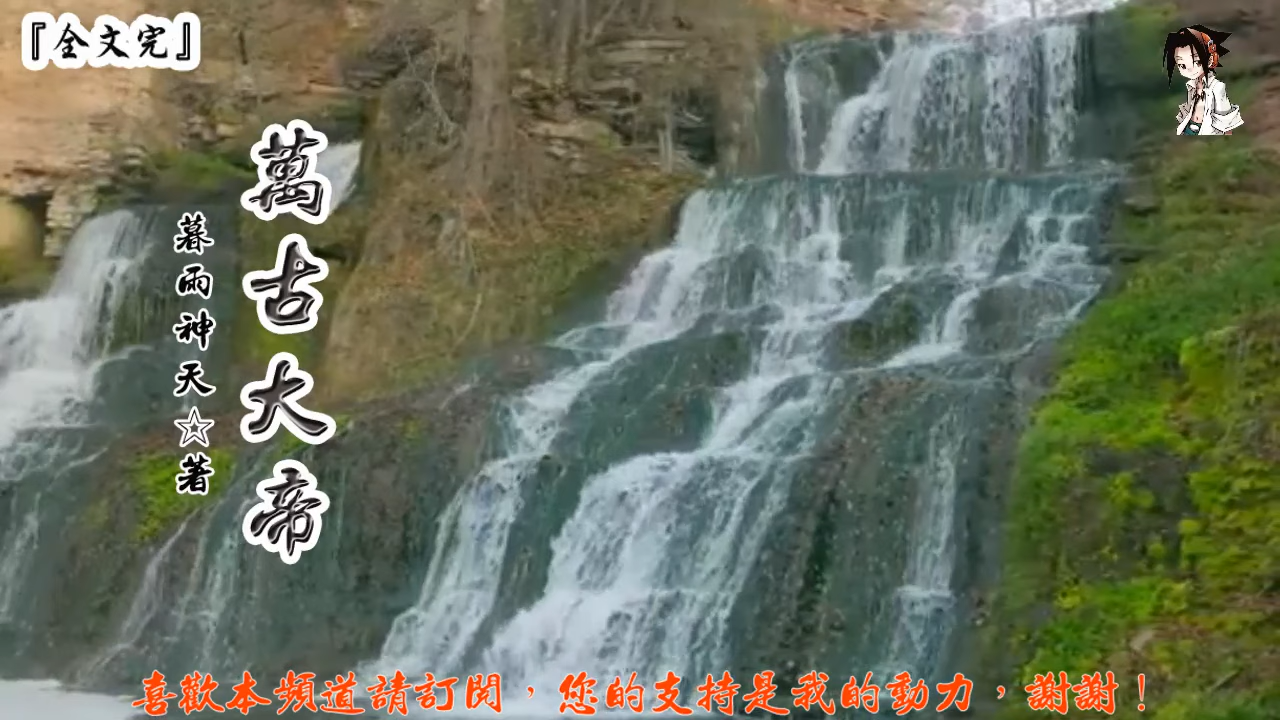 『全文完』
萬古大帝
暮雨神天☆著
喜歡本頻道請訂閱，您的支持是我的動力，謝謝！